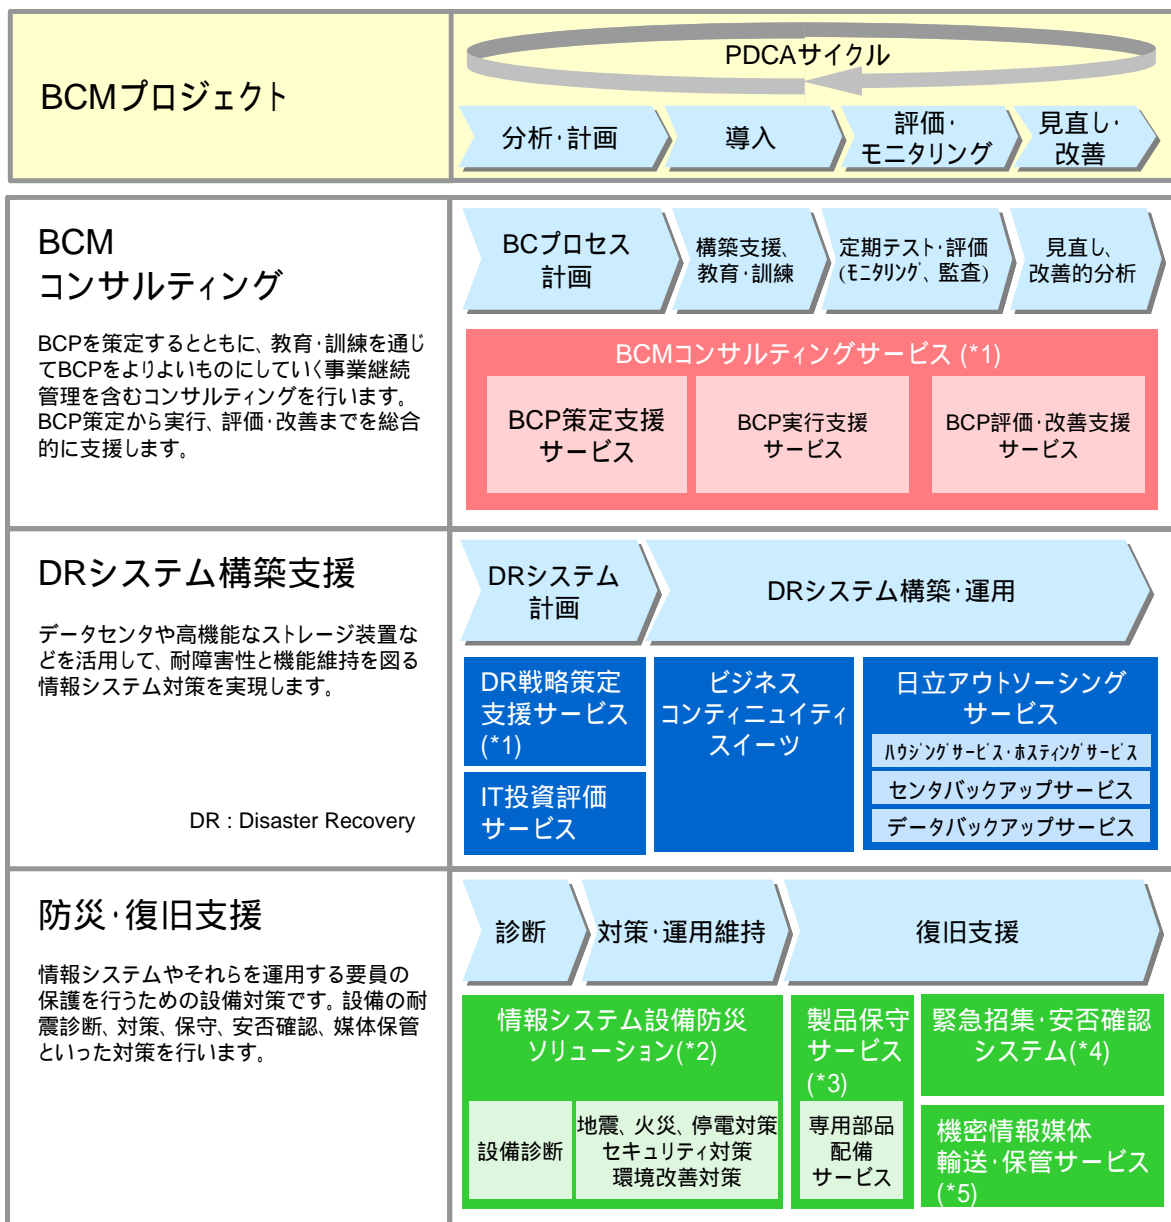 BCMプロジェクト
PDCAサイクル
分析・計画
導入
評価・
モニタリング
見直し・
改善
BCM
コンサルティング
BCPを策定するとともに、教育・訓練を通じ
てBCPをよりよいものにしていく事業継続
管理を含むコンサルティングを行います。
BCP策定から実行、評価・改善までを総合
的に支援します。
BCプロセス
計画
構築支援、
教育・訓練
定期テスト・評価
(ﾓﾆﾀﾘﾝｸﾞ、監査)
見直し、
改善的分析
BCMコンサルティングサービス (*1)
BCP策定支援
サービス
BCP実行支援
サービス
BCP評価・改善支援
サービス
DRシステム構築支援
データセンタや高機能なストレージ装置な
どを活用して、耐障害性と機能維持を図る
情報システム対策を実現します。
DR : Disaster Recovery
DRシステム
計画
DRシステム構築・運用
DR戦略策定
支援サービス
(*1)
IT投資評価
サービス
ビジネス
コンティニュイティ
スイーツ
日立アウトソーシング
サービス
ﾊｳｼﾞﾝｸﾞｻｰﾋﾞｽ・ﾎｽﾃｨﾝｸﾞｻｰﾋﾞｽ
センタバックアップサービス
データバックアップサービス
防災・復旧支援
情報システムやそれらを運用する要員の
保護を行うための設備対策です。設備の耐
震診断、対策、保守、安否確認、媒体保管
といった対策を行います。
診断
対策・運用維持
復旧支援
情報システム設備防災
ソリューション(*2)
設備診断
地震、火災、停電対策
セキュリティ対策
環境改善対策
製品保守
サービス
(*3)
専用部品
配備
サービス
緊急招集・安否確認
システム(*4)
機密情報媒体
輸送・保管サービス
(*5)